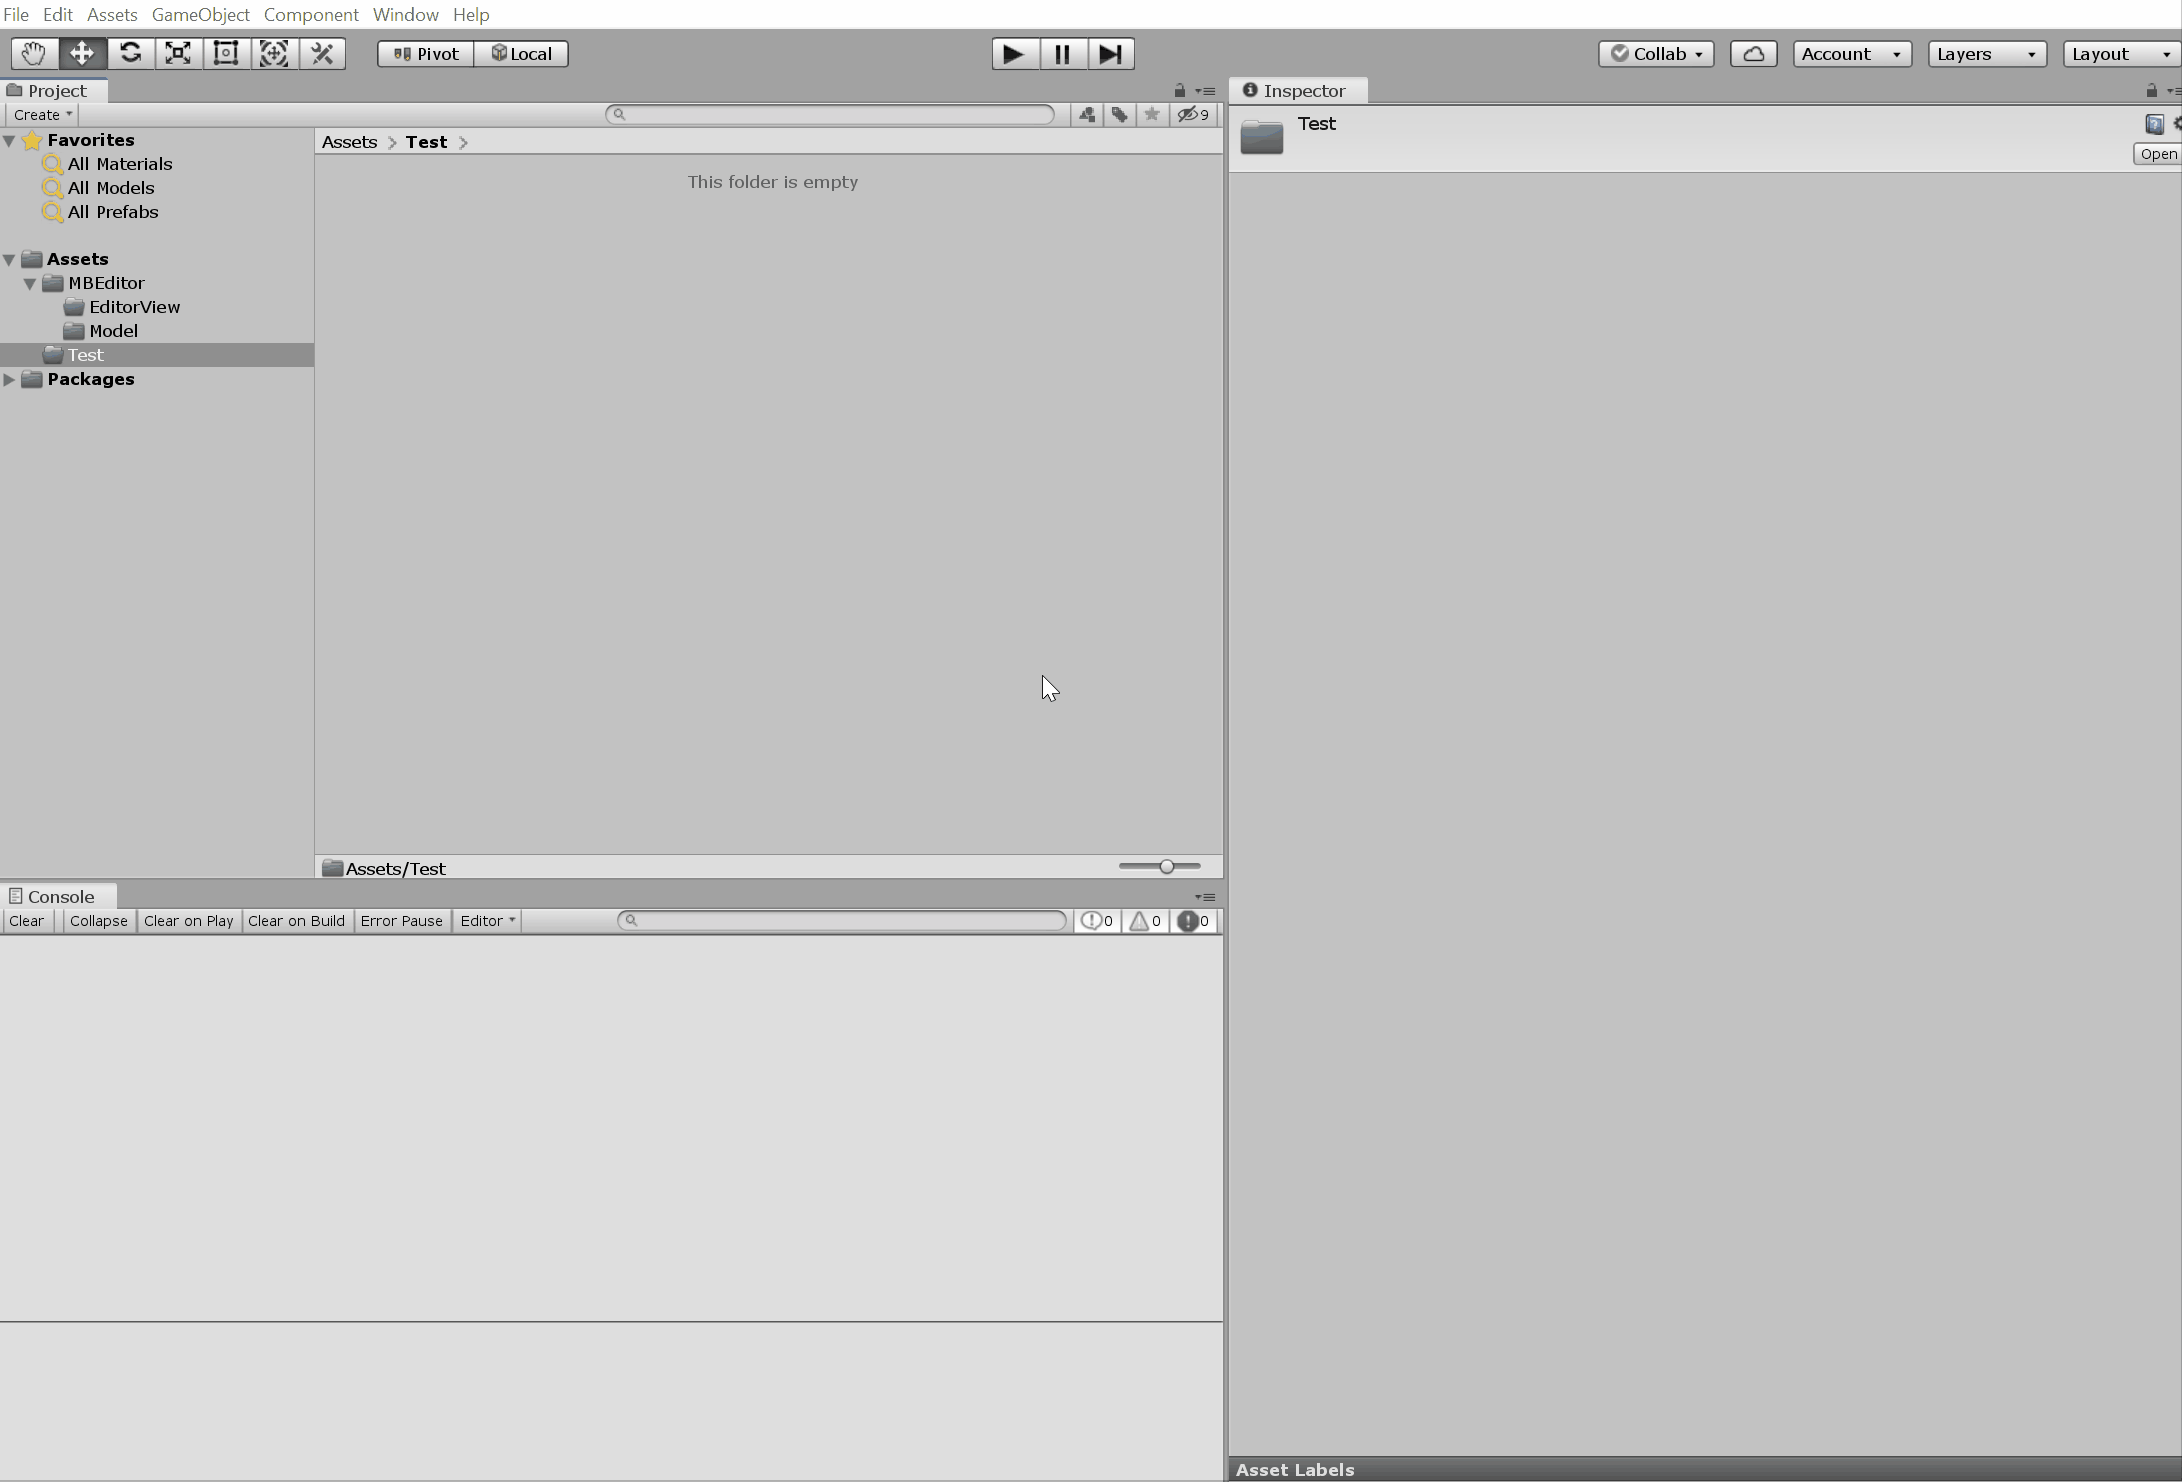 File Edit Assets GameObject Component Window Help
Pivot Local Collab Account Layers Layout
Project
Create
9
Favorites
All Materials
All Models
All Prefabs
Assets
MBEditor
EditorView
Model
Test
Packages
Assets > Test >
This folder is empty
Assets/Test
Inspector
Test
Open
Console
Clear Collapse Clear on Play Clear on Build Error Pause Editor 0 0 0
Asset Labels